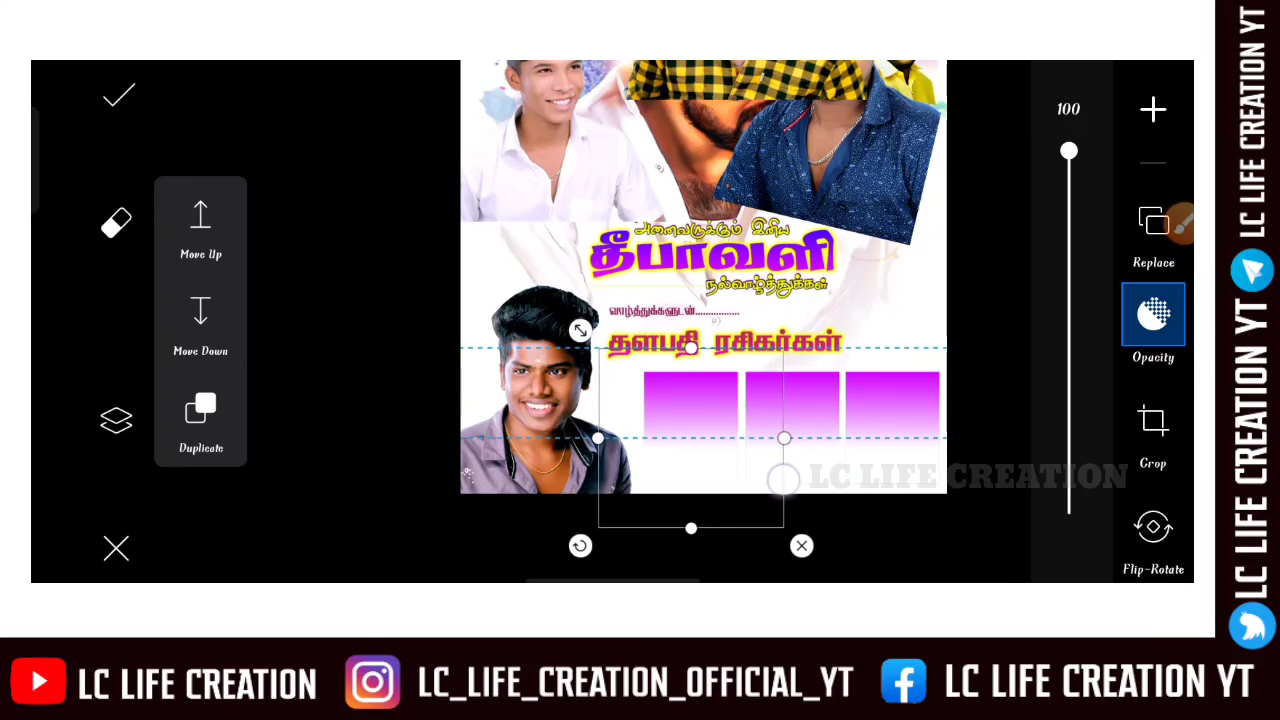 100
Move Up
Move Down
Duplicate
Replace
Opacity
Crop
Flip-Rotate
அனைவருக்கும் இனிய
தீபாவளி
நல்வாழ்த்துக்கள்
வாழ்த்துக்களுடன்................
தளபதி ரசிகர்கள்
LC LIFE CREATION
LC LIFE CREATION YT
LC LIFE CREATION YT
LC LIFE CREATION
LC_LIFE_CREATION_OFFICIAL_YT
LC LIFE CREATION YT